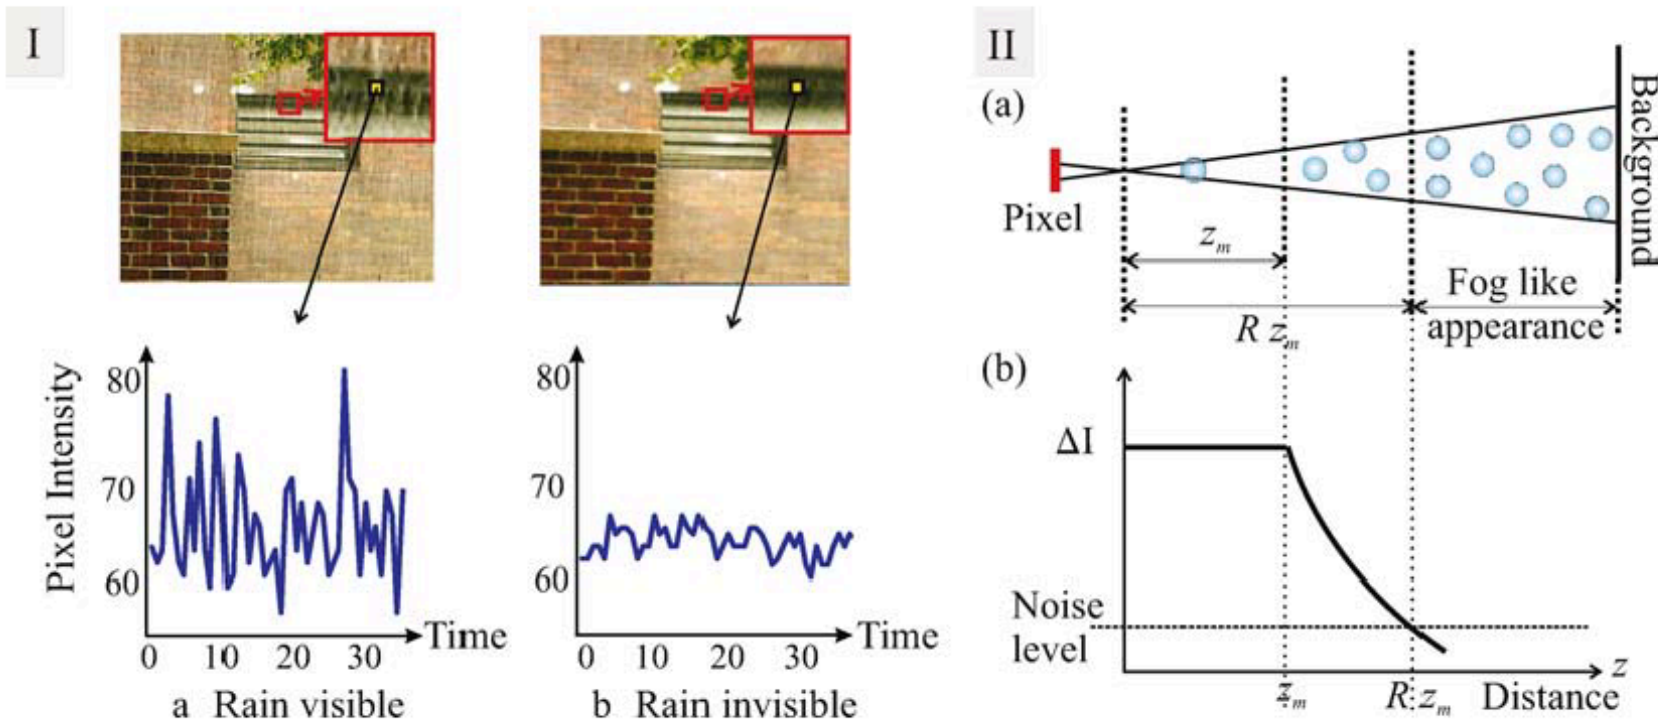 I
80
70
60
Pixel Intensity
0 10 20 30
Time
a Rain visible
80
70
60
0 10 20 30
Time
b Rain invisible
II
(a)
Pixel
z_m
R z_m
Fog like
appearance
Background
(b)
ΔI
Noise
level
z_m
R z_m
Distance
z